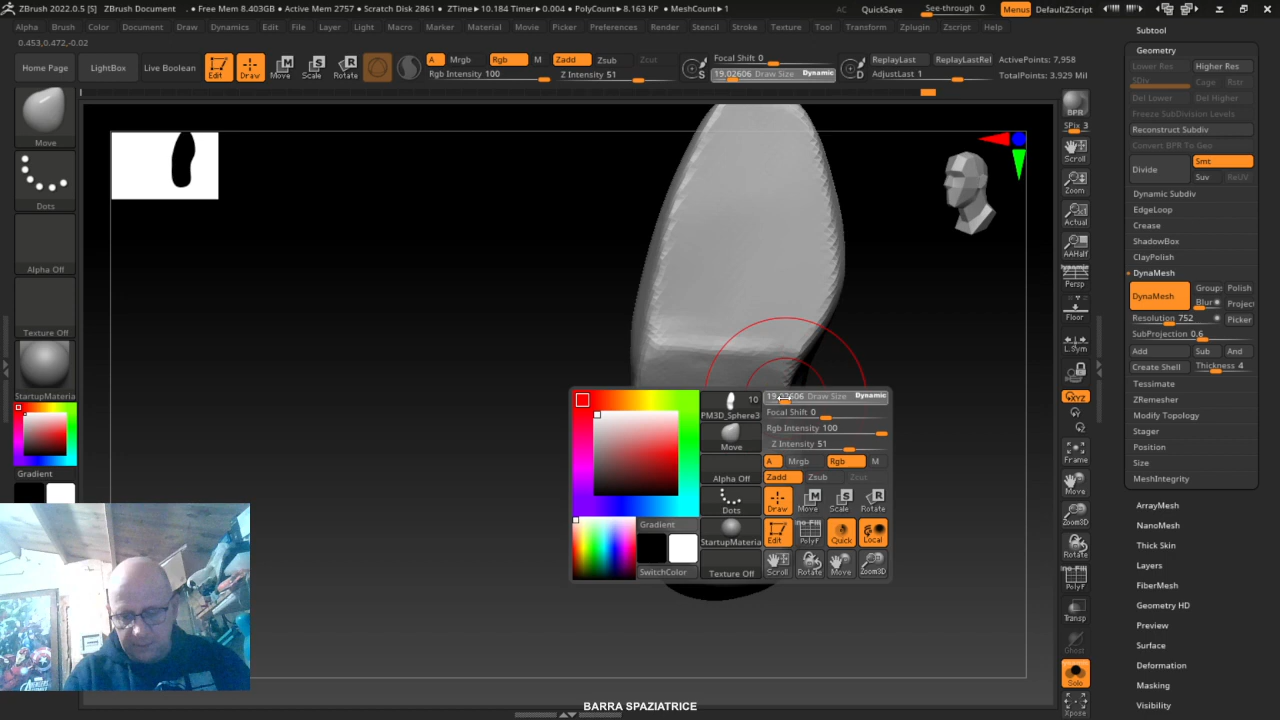 ZBrush 2022.0.5 [S] ZBrush Document . • Free Mem 8.403GB • Active Mem 2757 • Scratch Disk 2861 • ZTime▸10.184 Timer▸0.004 • PolyCount▸8.163 KP • MeshCount▸1
AC QuickSave See-through 0 Menus DefaultZScript
Alpha Brush Color Document Draw Dynamics Edit File Layer Light Macro Marker Material Movie Picker Preferences Render Stencil Stroke Texture Tool Transform Zplugin Zscript Help
0.453,0.472,-0.02
Home Page LightBox Live Boolean Edit Draw Move Scale Rotate
A Mrgb Rgb M Zadd Zsub Zcut
Rgb Intensity 100 Z Intensity 51
S Focal Shift 0
19.02606 Draw Size Dynamic
D ReplayLast ReplayLastRel ActivePoints: 7,958
AdjustLast 1 TotalPoints: 3.929 Mil
Move
Dots
Alpha Off
Texture Off
StartupMateria
Gradient
10
PM3D_Sphere3
Move
Alpha Off
Dots
StartupMateria
Texture Off
Gradient
SwitchColor
19.02606 Draw Size Dynamic
Focal Shift 0
Rgb Intensity 100
Z Intensity 51
A Mrgb Rgb M
Zadd Zsub Zcut
Draw Move Scale Rotate
Edit PolyF Quick Local
Scroll Rotate Move Zoom3D
BARRA SPAZIATRICE
BPR
SPix 3
Scroll
Zoom
Actual
AAHalf
Dynamic
Persp
Floor
L.Sym
XYZ
Frame
Move
Zoom3D
Rotate
PolyF
Transp
Ghost
Solo
Xpose
Subtool
Geometry
Lower Res Higher Res
SDiv Cage Rstr
Del Lower Del Higher
Freeze SubDivision Levels
Reconstruct Subdiv
Convert BPR To Geo
Divide Smt
Suv ReUV
Dynamic Subdiv
EdgeLoop
Crease
ShadowBox
ClayPolish
DynaMesh
DynaMesh Group: Polish
Blur Project
Resolution 752 Picker
SubProjection 0.6
Add Sub And
Create Shell Thickness 4
Tessimate
ZRemesher
Modify Topology
Stager
Position
Size
MeshIntegrity
ArrayMesh
NanoMesh
Thick Skin
Layers
FiberMesh
Geometry HD
Preview
Surface
Deformation
Masking
Visibility